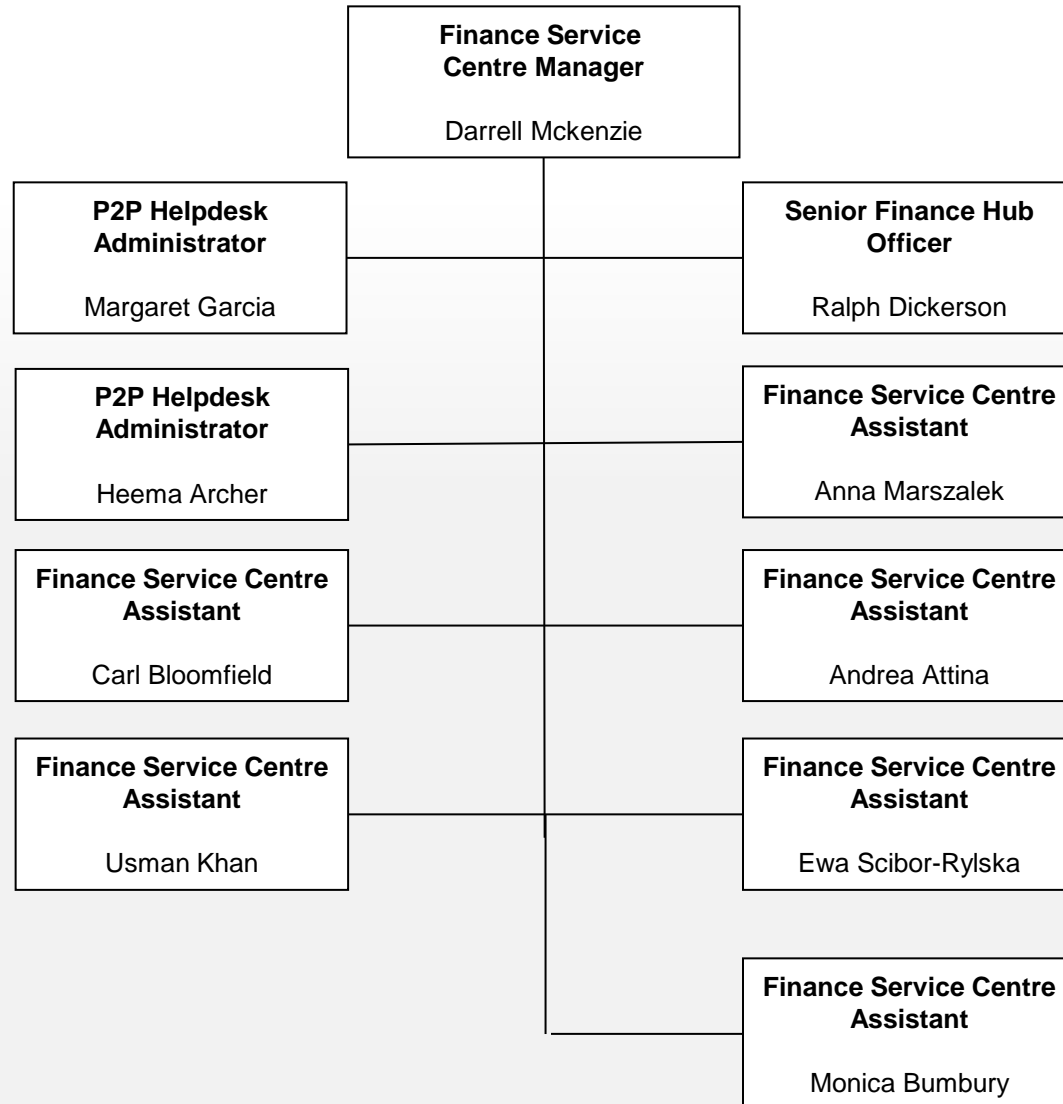 Finance Service
Centre Manager
Darrell Mckenzie
P2P Helpdesk
Administrator
Margaret Garcia
Senior Finance Hub
Officer
Ralph Dickerson
P2P Helpdesk
Administrator
Heema Archer
Finance Service Centre
Assistant
Anna Marszalek
Finance Service Centre
Assistant
Carl Bloomfield
Finance Service Centre
Assistant
Andrea Attina
Finance Service Centre
Assistant
Usman Khan
Finance Service Centre
Assistant
Ewa Scibor-Rylska
Finance Service Centre
Assistant
Monica Bumbury